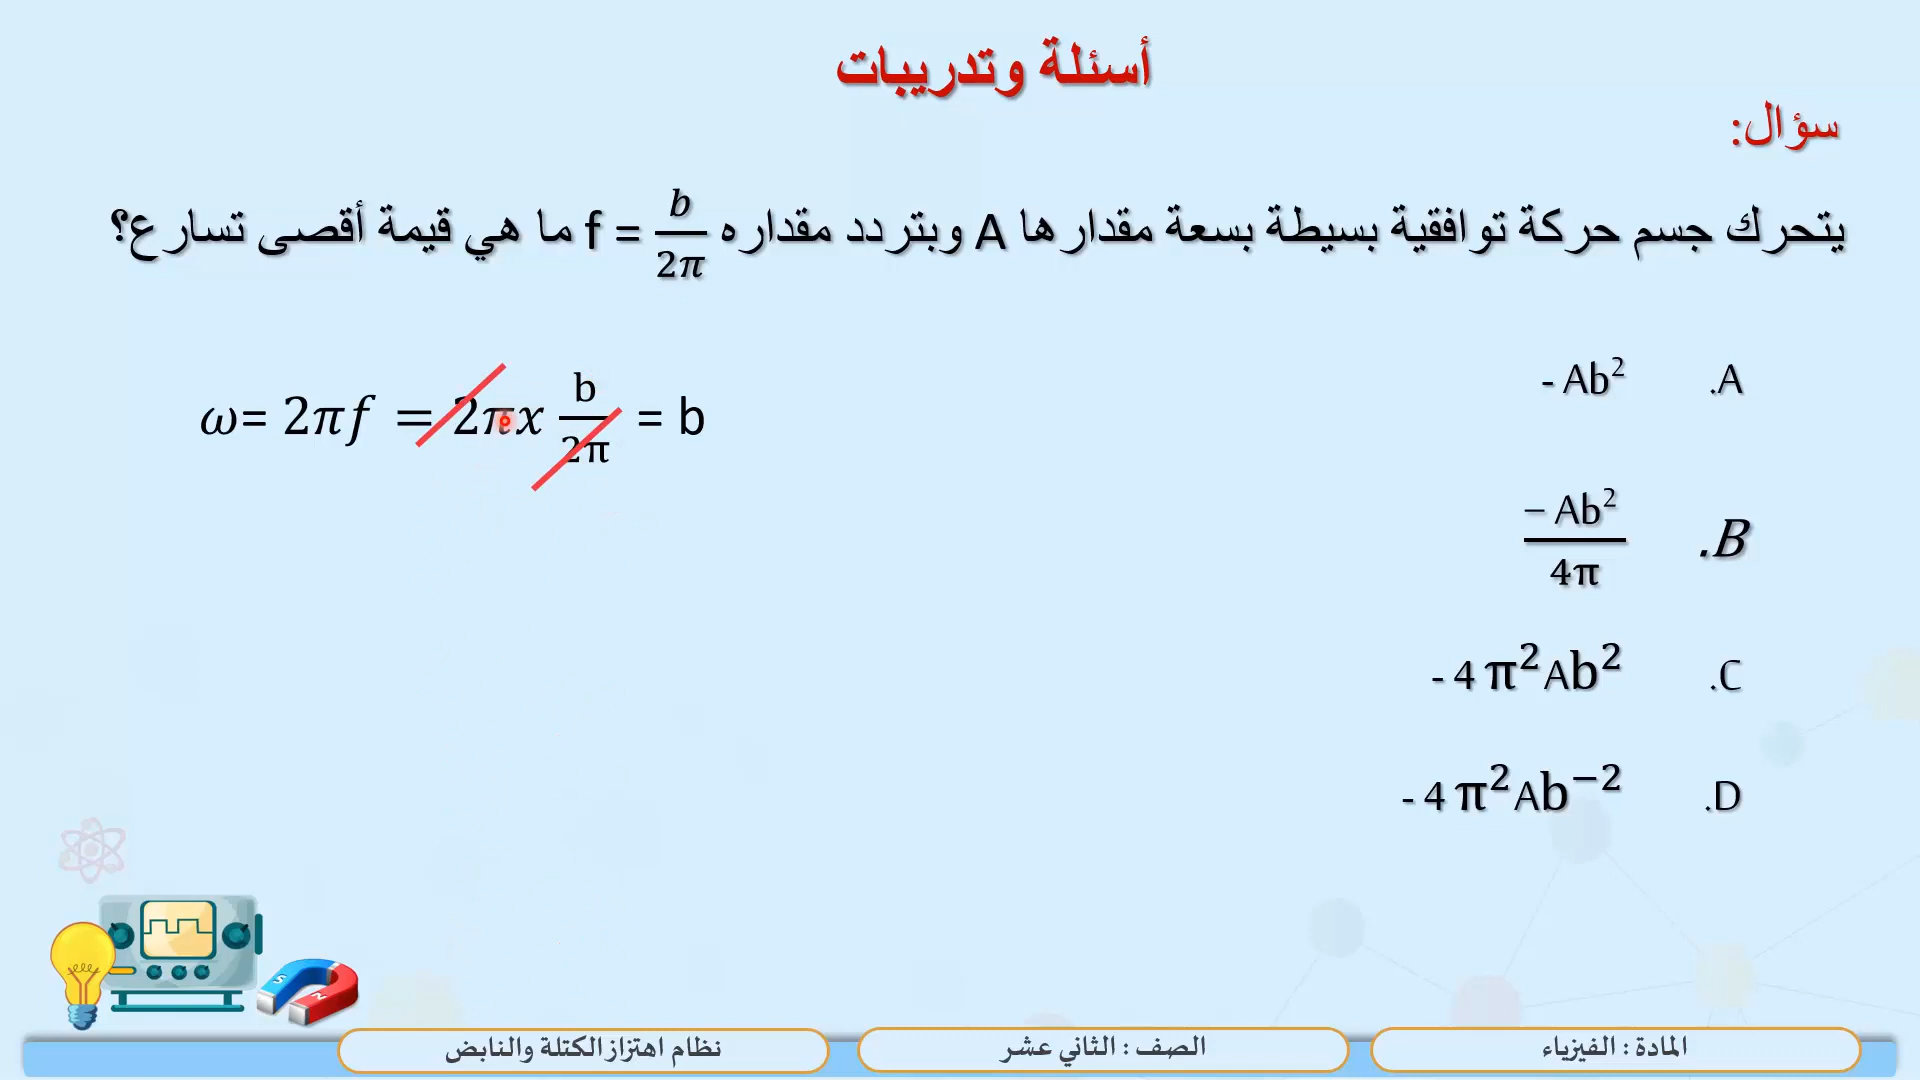 أسئلة وتدريبات
سؤال:
يتحرك جسم حركة توافقية بسيطة بسعة مقدارها A وبتردد مقداره f = b/2π ما هي قيمة أقصى تسارع؟
ω= 2πf = 2πx b/2π = b
A. - Ab²
B. – Ab²/4π
C. - 4 π²Ab²
D. - 4 π²Ab⁻²
S N
المادة : الفيزياء
الصف : الثاني عشر
نظام اهتزاز الكتلة والنابض